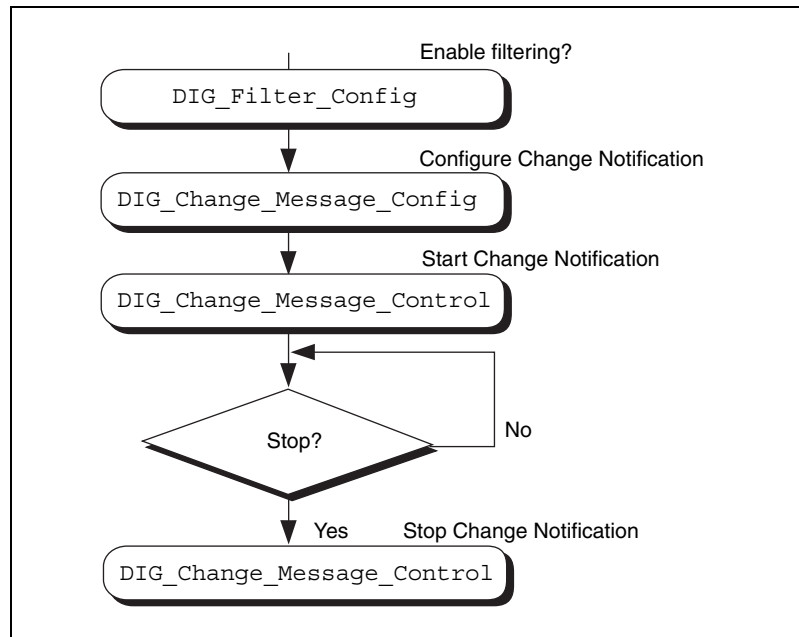 Enable filtering?
DIG_Filter_Config
Configure Change Notification
DIG_Change_Message_Config
Start Change Notification
DIG_Change_Message_Control
Stop?
No
Yes
Stop Change Notification
DIG_Change_Message_Control